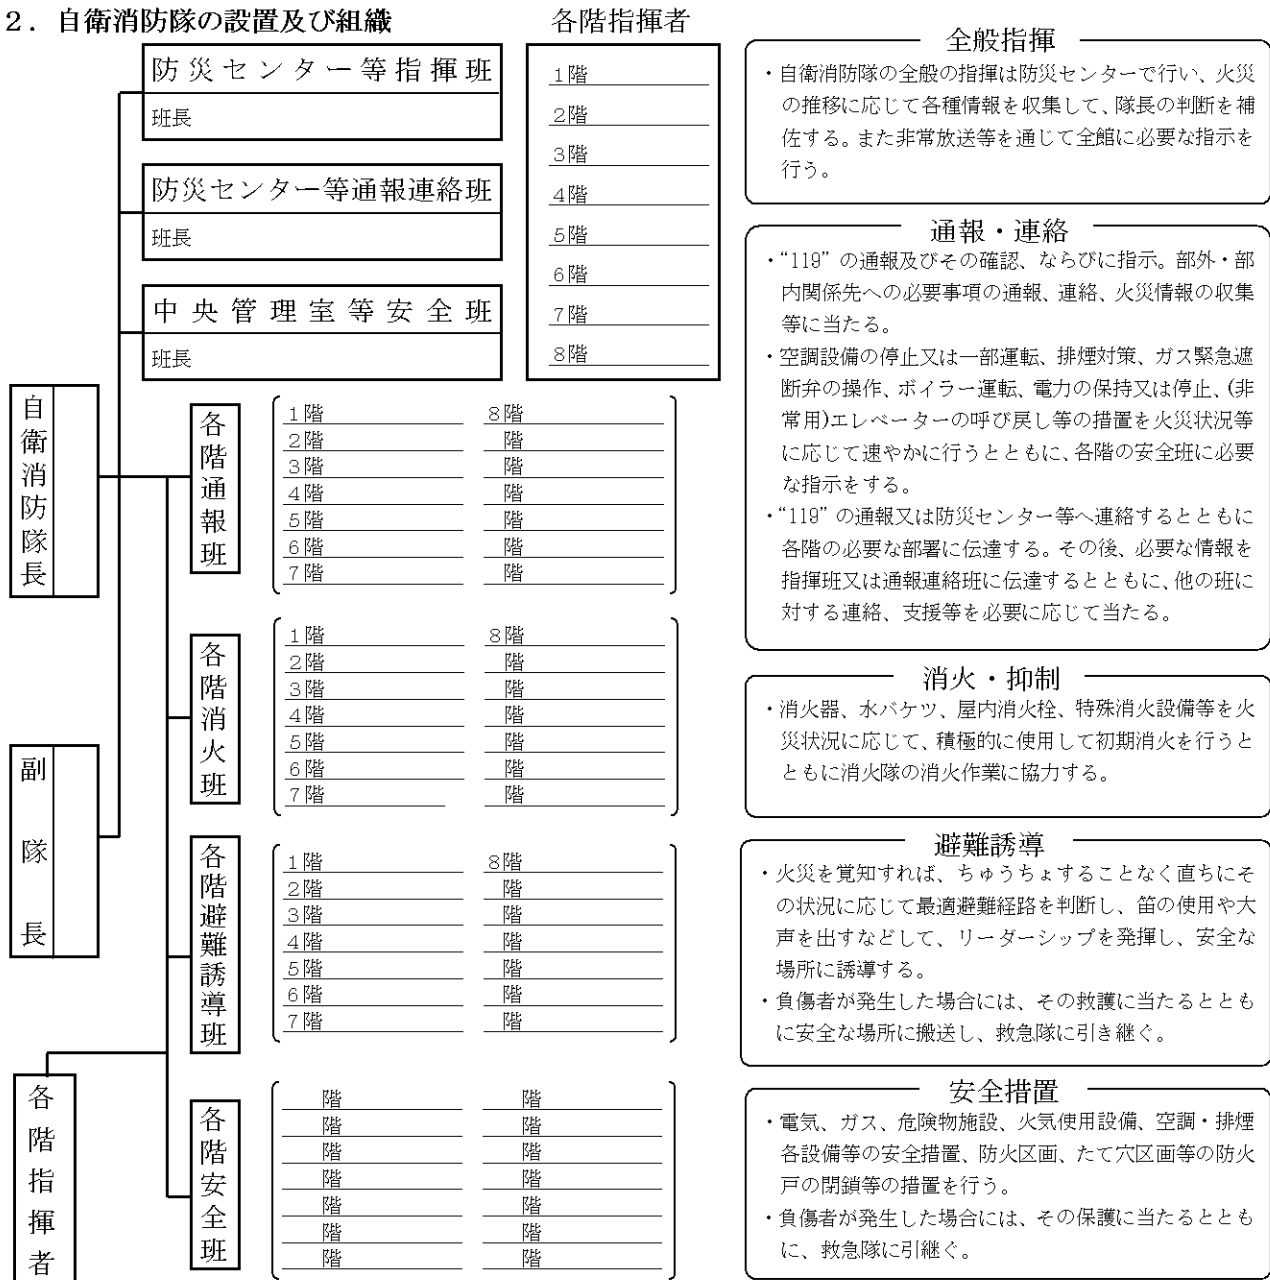 2．自衛消防隊の設置及び組織
各階指揮者
防災センター等指揮班
班長
防災センター等通報連絡班
班長
中央管理室等安全班
班長
1階
2階
3階
4階
5階
6階
7階
8階
自衛消防隊長
副隊長
各階指揮者
各階通報班
1階 8階
2階 階
3階 階
4階 階
5階 階
6階 階
7階 階
各階消火班
1階 8階
2階 階
3階 階
4階 階
5階 階
6階 階
7階 階
各階避難誘導班
1階 8階
2階 階
3階 階
4階 階
5階 階
6階 階
7階 階
各階安全班
階 階
階 階
階 階
階 階
階 階
階 階
階 階
全般指揮
・自衛消防隊の全般の指揮は防災センターで行い、火災
の推移に応じて各種情報を収集して、隊長の判断を補
佐する。また非常放送等を通じて全館に必要な指示を
行う。
通報・連絡
・“119”の通報及びその確認、ならびに指示。部外・部
内関係先への必要事項の通報、連絡、火災情報の収集
等に当たる。
・空調設備の停止又は一部運転、排煙対策、ガス緊急遮
断弁の操作、ボイラー運転、電力の保持又は停止、(非
常用)エレベーターの呼び戻し等の措置を火災状況等
に応じて速やかに行うとともに、各階の安全班に必要
な指示をする。
・“119”の通報又は防災センター等へ連絡するとともに
各階の必要な部署に伝達する。その後、必要な情報を
指揮班又は通報連絡班に伝達するとともに、他の班に
対する連絡、支援等を必要に応じて当たる。
消火・抑制
・消火器、水バケツ、屋内消火栓、特殊消火設備等を火
災状況に応じて、積極的に使用して初期消火を行うと
ともに消火隊の消火作業に協力する。
避難誘導
・火災を覚知すれば、ちゅうちょすることなく直ちにそ
の状況に応じて最適避難経路を判断し、笛の使用や大
声を出すなどして、リーダーシップを発揮し、安全な
場所に誘導する。
・負傷者が発生した場合には、その救護に当たるととも
に安全な場所に搬送し、救急隊に引き継ぐ。
安全措置
・電気、ガス、危険物施設、火気使用設備、空調・排煙
各設備等の安全措置、防火区画、たて穴区画等の防火
戸の閉鎖等の措置を行う。
・負傷者が発生した場合には、その保護に当たるととも
に、救急隊に引継ぐ。